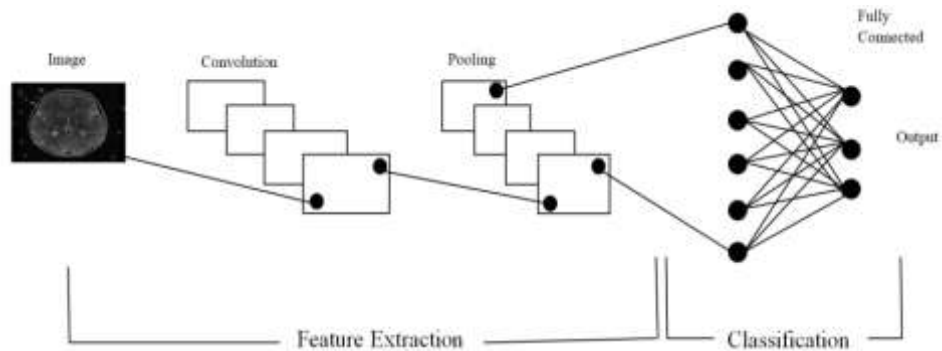 Fully
Connected
Image
Convolution
Pooling
Output
Feature Extraction
Classification